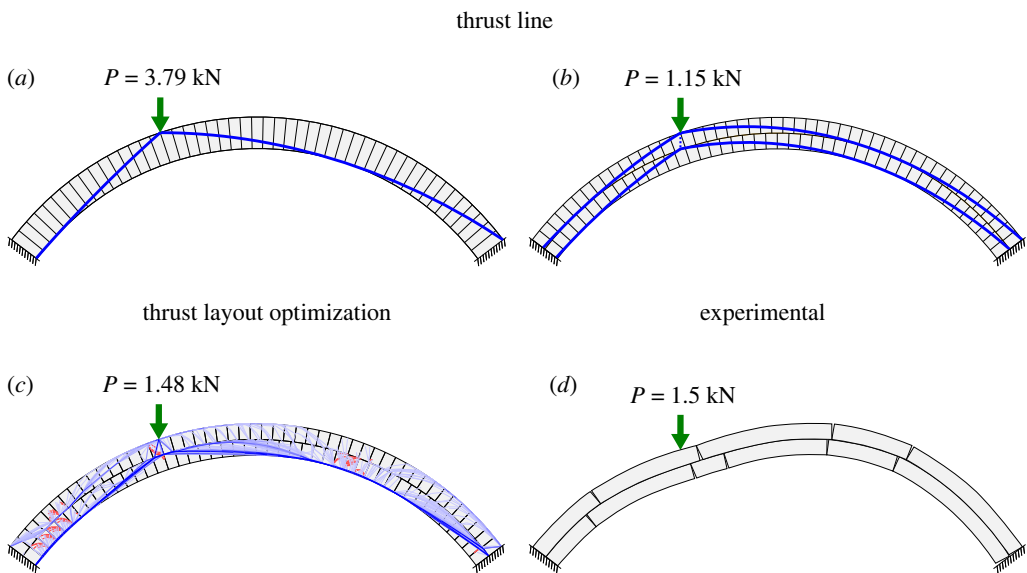 thrust line
(a) P = 3.79 kN
(b) P = 1.15 kN
thrust layout optimization
experimental
(c) P = 1.48 kN
(d) P = 1.5 kN